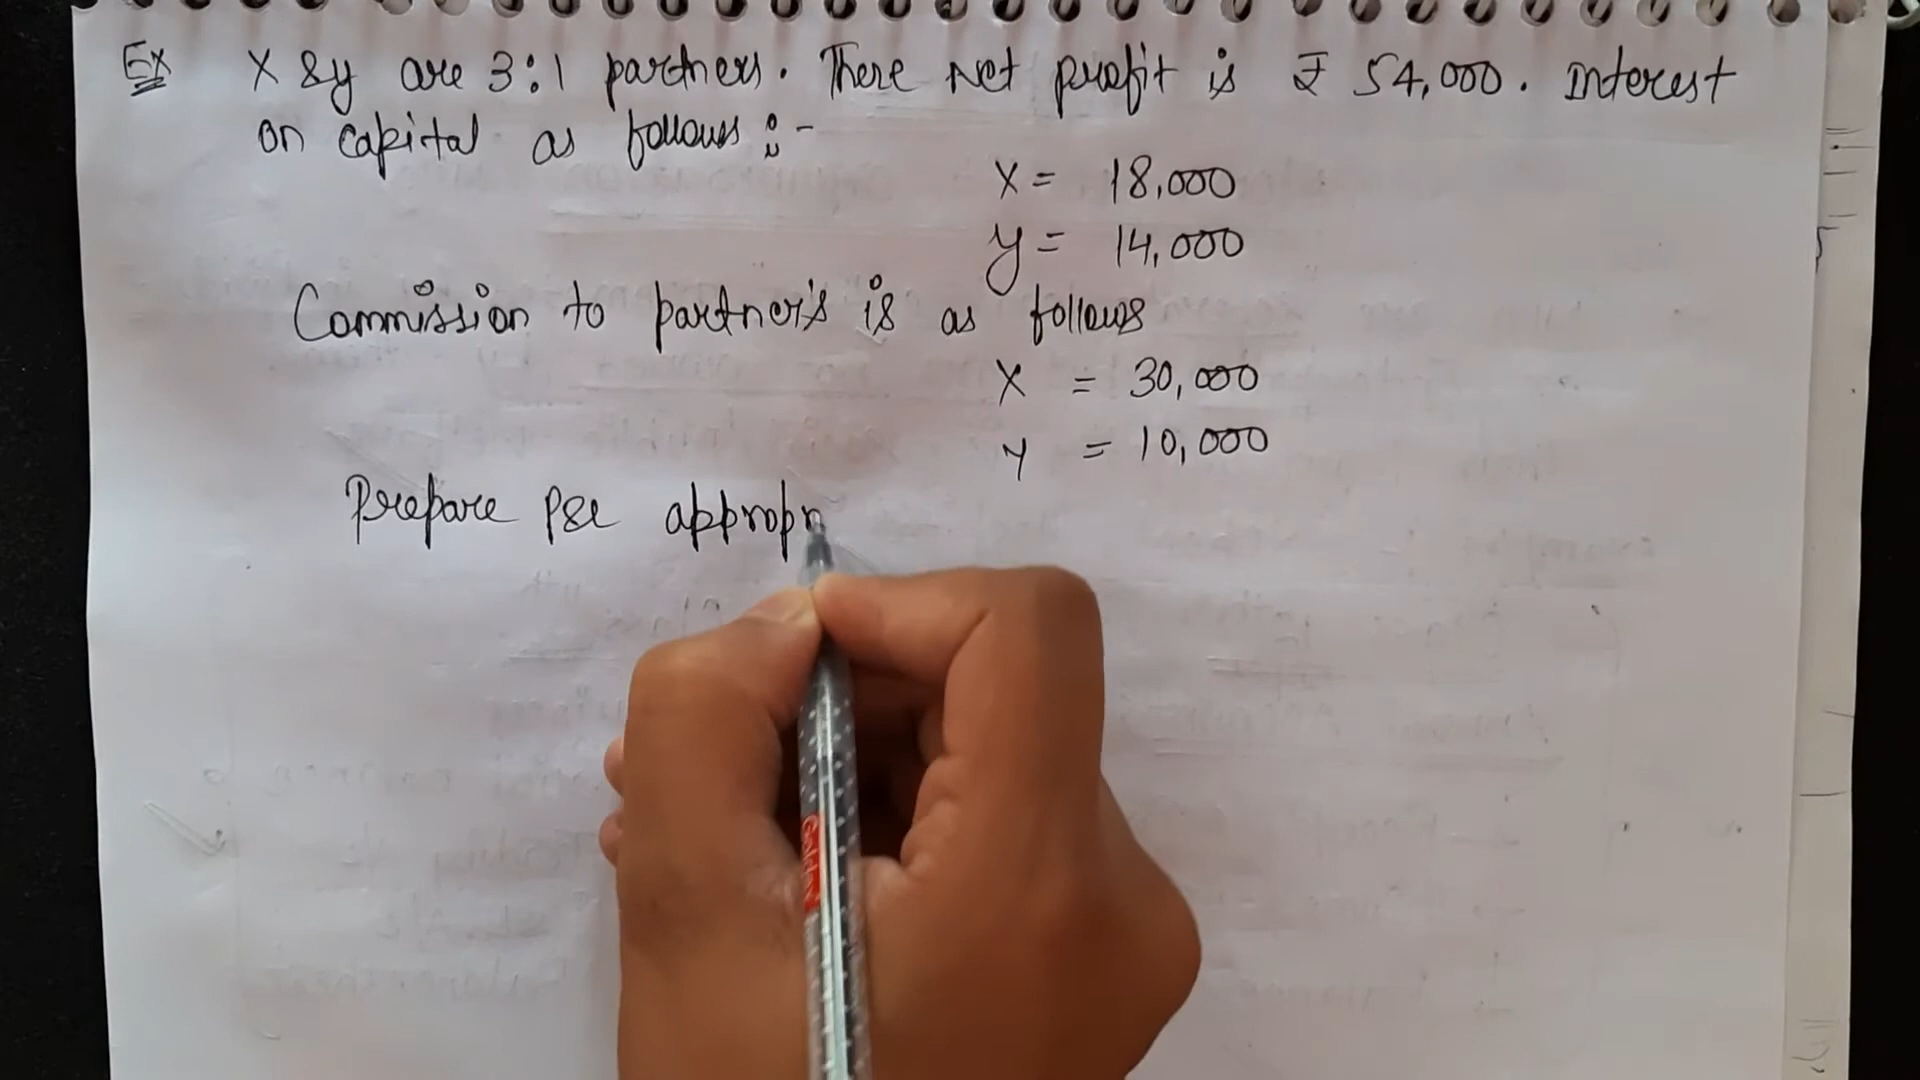 Ex X & y are 3:1 partners. There Net profit is ₹ 54,000. Interest
on capital as follows :-
X = 18,000
y = 14,000
Commission to partner's is as follows
X = 30,000
Y = 10,000
Prepare P&L appropr